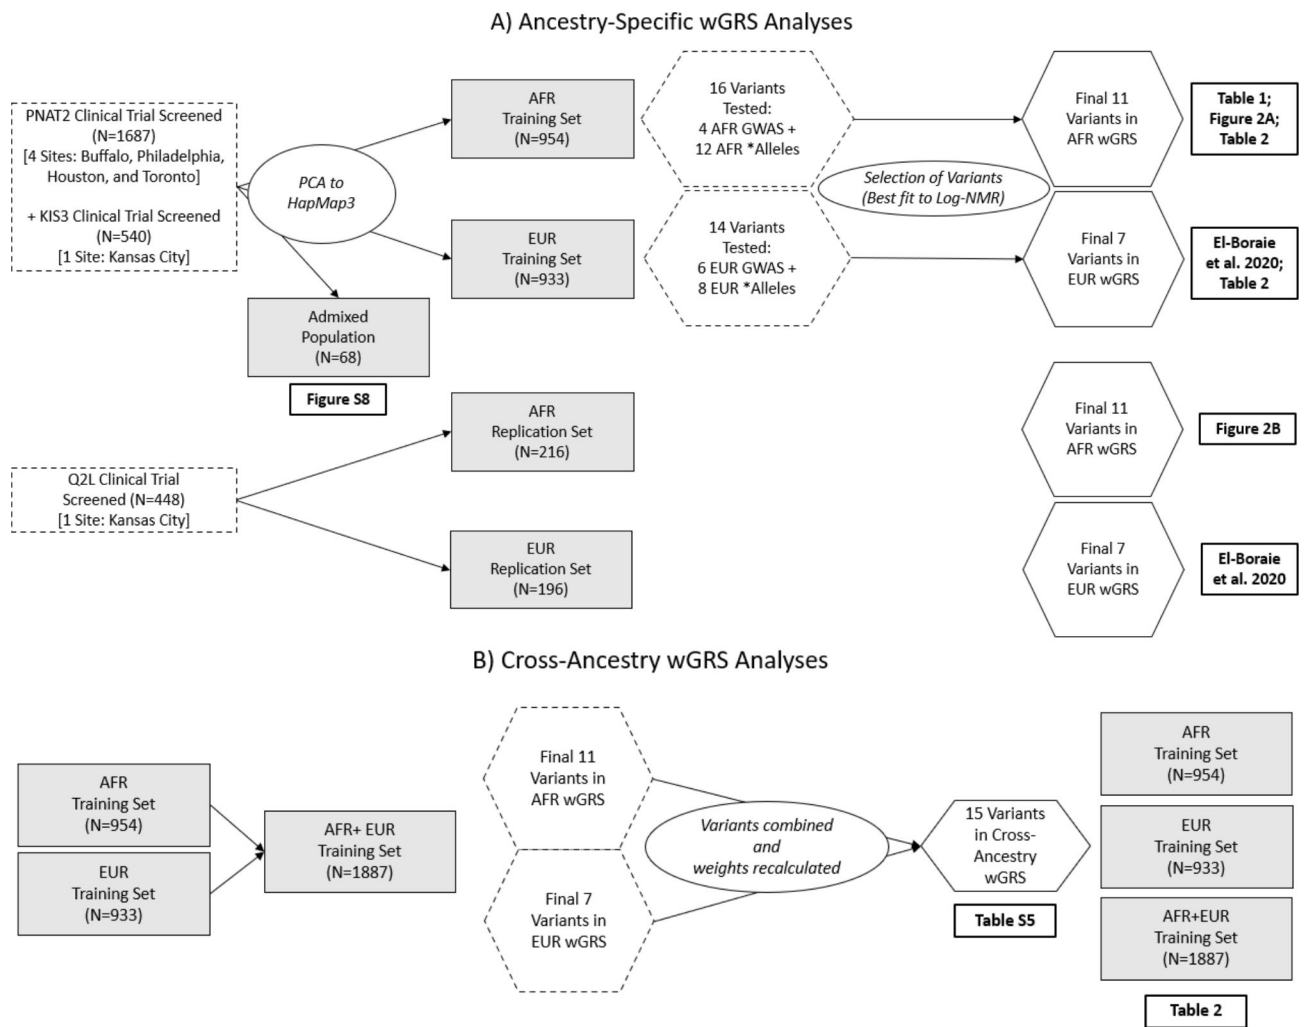 A) Ancestry-Specific wGRS Analyses
PNAT2 Clinical Trial Screened
(N=1687)
[4 Sites: Buffalo, Philadelphia,
Houston, and Toronto]
+ KIS3 Clinical Trial Screened
(N=540)
[1 Site: Kansas City]
PCA to
HapMap3
AFR
Training Set
(N=954)
EUR
Training Set
(N=933)
Admixed
Population
(N=68)
Figure S8
16 Variants
Tested:
4 AFR GWAS +
12 AFR *Alleles
14 Variants
Tested:
6 EUR GWAS +
8 EUR *Alleles
Selection of Variants
(Best fit to Log-NMR)
Final 11
Variants in
AFR wGRS
Final 7
Variants in
EUR wGRS
Table 1;
Figure 2A;
Table 2
El-Boraie
et al. 2020;
Table 2
Q2L Clinical Trial
Screened (N=448)
[1 Site: Kansas City]
AFR
Replication Set
(N=216)
EUR
Replication Set
(N=196)
Final 11
Variants in
AFR wGRS
Final 7
Variants in
EUR wGRS
Figure 2B
El-Boraie
et al. 2020
B) Cross-Ancestry wGRS Analyses
AFR
Training Set
(N=954)
EUR
Training Set
(N=933)
AFR+ EUR
Training Set
(N=1887)
Final 11
Variants in
AFR wGRS
Final 7
Variants in
EUR wGRS
Variants combined
and
weights recalculated
15 Variants
in Cross-
Ancestry
wGRS
Table S5
AFR
Training Set
(N=954)
EUR
Training Set
(N=933)
AFR+EUR
Training Set
(N=1887)
Table 2